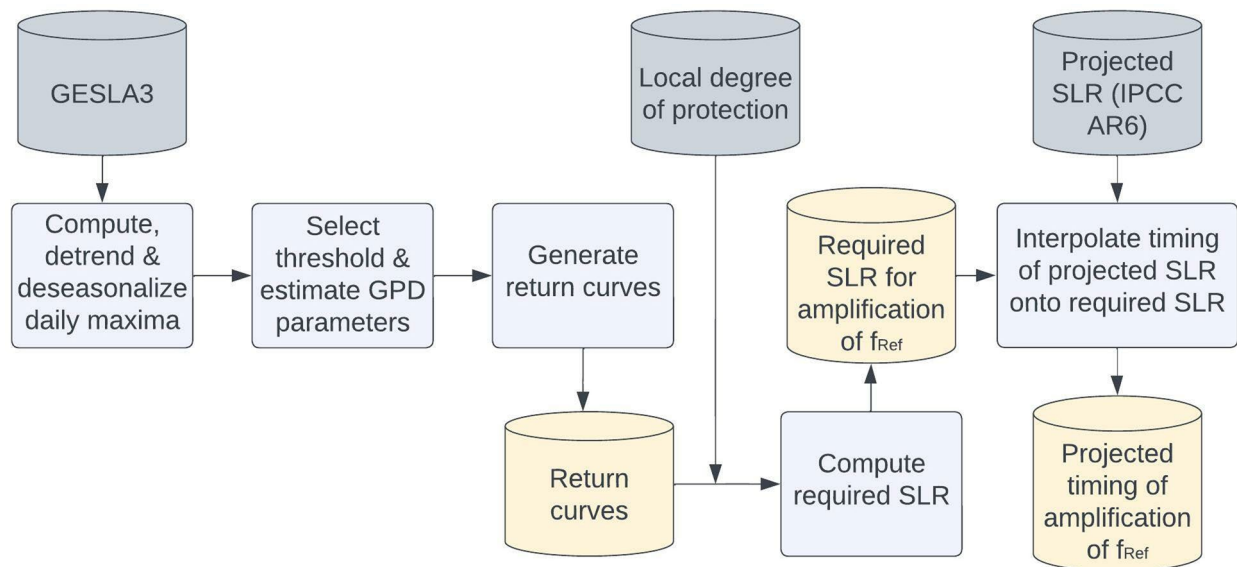 GESLA3
Local degree
of protection
Projected
SLR (IPCC
AR6)
Compute,
detrend &
deseasonalize
daily maxima
Select
threshold &
estimate GPD
parameters
Generate
return curves
Required
SLR for
amplification
of fRef
Interpolate timing
of projected SLR
onto required SLR
Return
curves
Compute
required SLR
Projected
timing of
amplification
of fRef